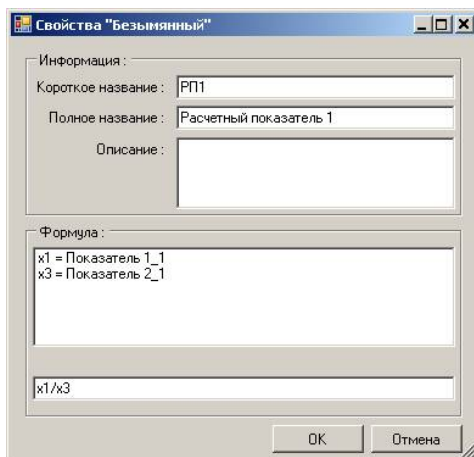 Свойства "Безымянный"
Информация :
Короткое название : РП1
Полное название : Расчетный показатель 1
Описание :
Формула :
x1 = Показатель 1_1
x3 = Показатель 2_1
x1/x3
OK Отмена